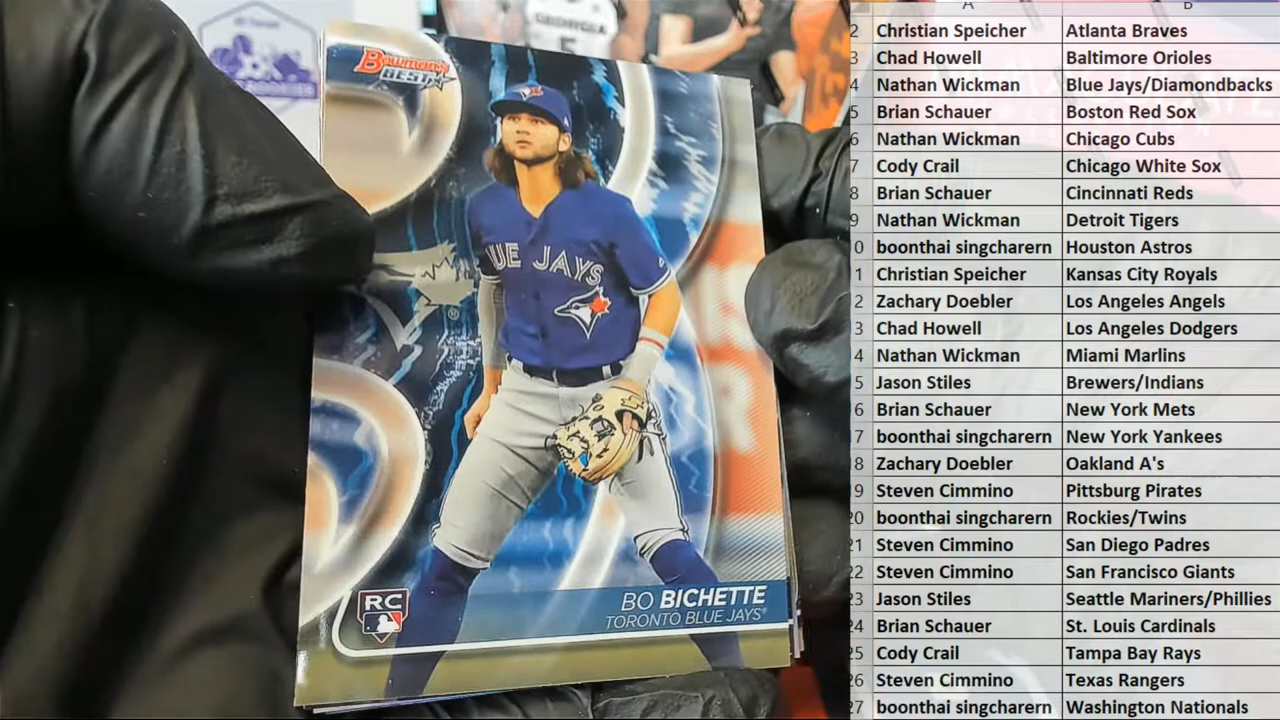 GEORGIA
Bowman's
BEST
UE JAYS
®
BO BICHETTE
TORONTO BLUE JAYS®
RC
A B
2 Christian Speicher Atlanta Braves
3 Chad Howell Baltimore Orioles
4 Nathan Wickman Blue Jays/Diamondbacks
5 Brian Schauer Boston Red Sox
6 Nathan Wickman Chicago Cubs
7 Cody Crail Chicago White Sox
8 Brian Schauer Cincinnati Reds
9 Nathan Wickman Detroit Tigers
0 boonthai singcharern Houston Astros
1 Christian Speicher Kansas City Royals
2 Zachary Doebler Los Angeles Angels
3 Chad Howell Los Angeles Dodgers
4 Nathan Wickman Miami Marlins
5 Jason Stiles Brewers/Indians
6 Brian Schauer New York Mets
17 boonthai singcharern New York Yankees
18 Zachary Doebler Oakland A's
19 Steven Cimmino Pittsburg Pirates
20 boonthai singcharern Rockies/Twins
21 Steven Cimmino San Diego Padres
22 Steven Cimmino San Francisco Giants
23 Jason Stiles Seattle Mariners/Phillies
24 Brian Schauer St. Louis Cardinals
25 Cody Crail Tampa Bay Rays
26 Steven Cimmino Texas Rangers
27 boonthai singcharern Washington Nationals